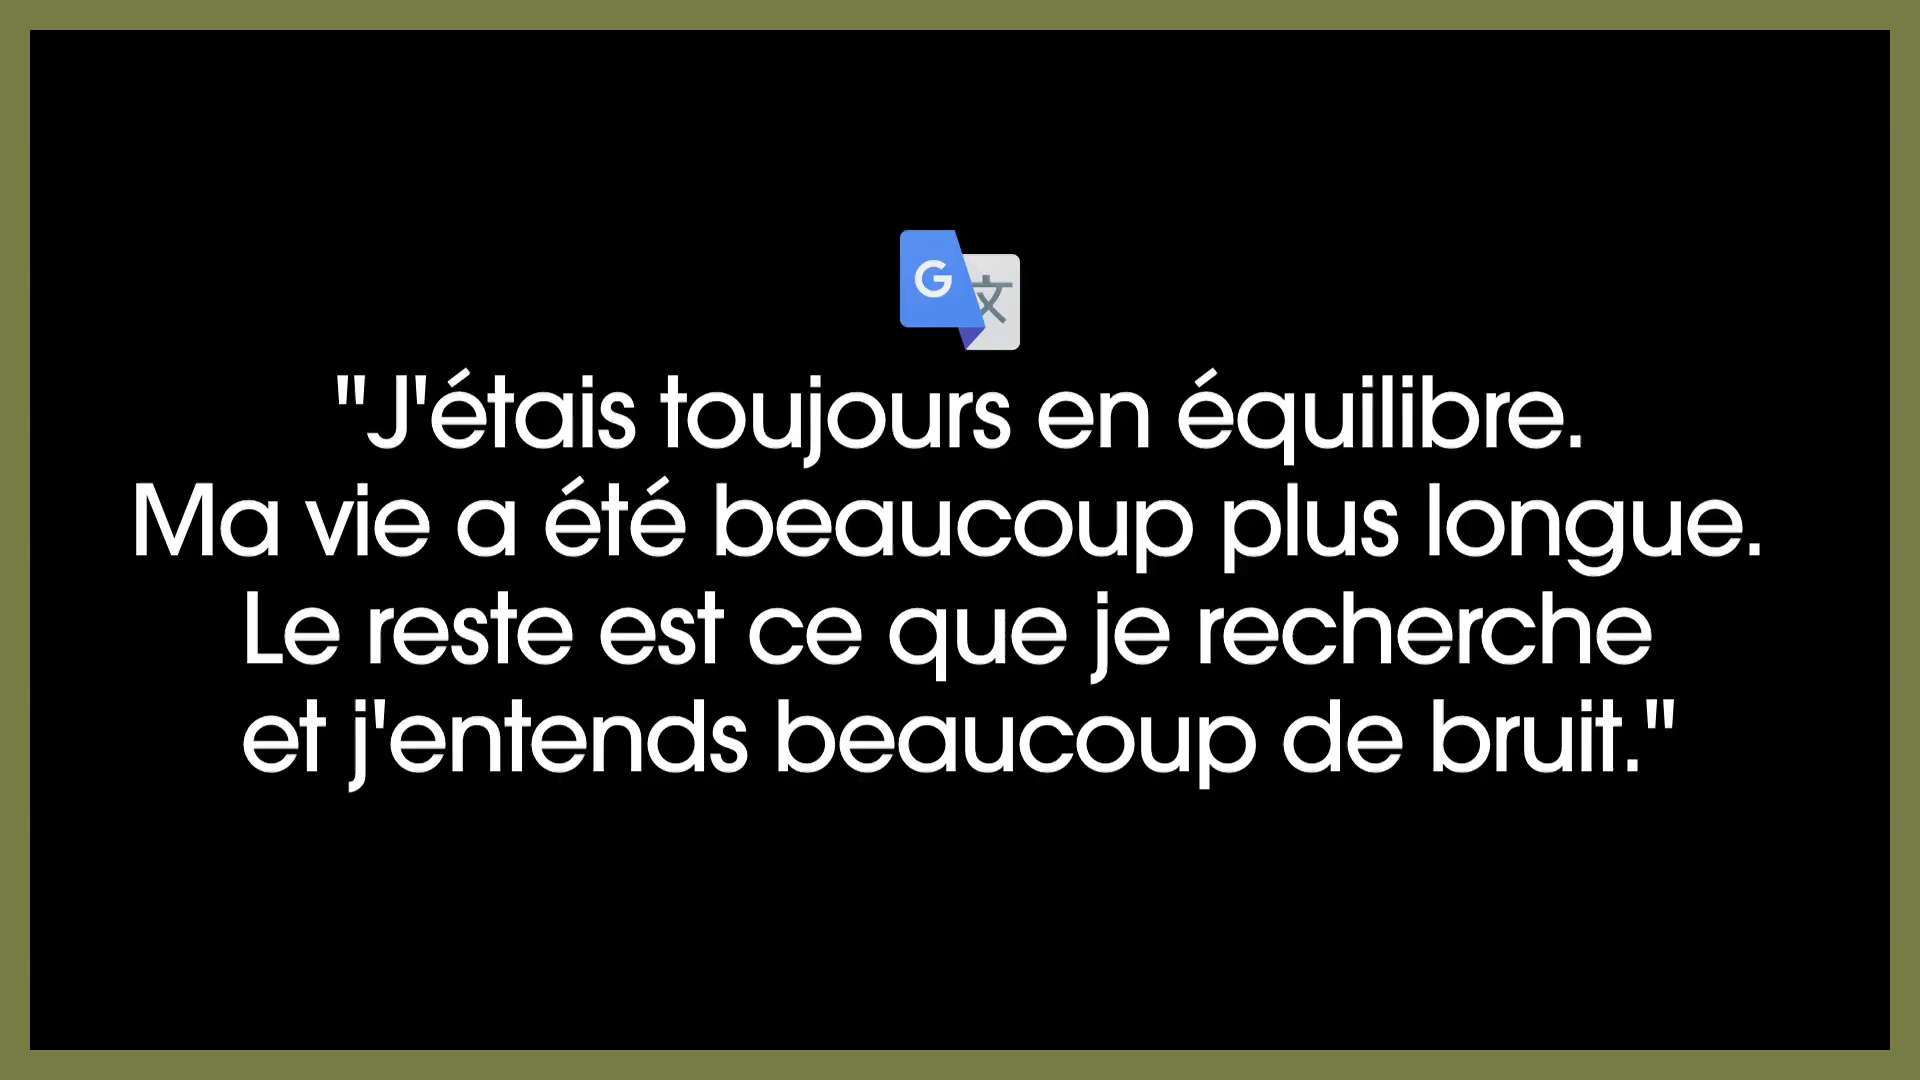 G 文
"J'étais toujours en équilibre.
Ma vie a été beaucoup plus longue.
Le reste est ce que je recherche
et j'entends beaucoup de bruit."